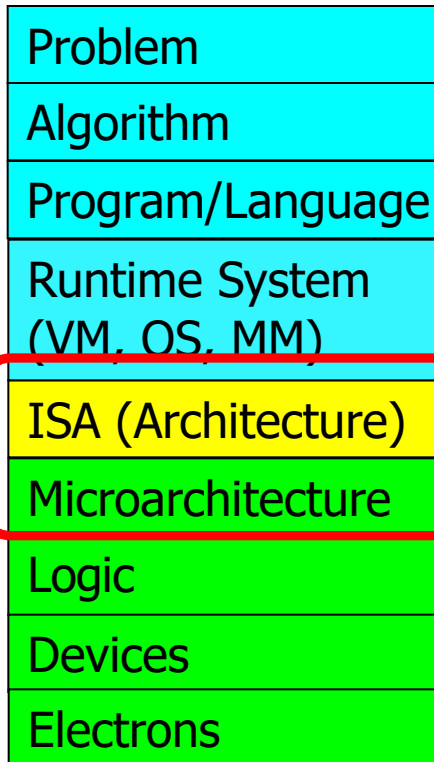 Problem
Algorithm
Program/Language
Runtime System
(VM, OS, MM)
ISA (Architecture)
Microarchitecture
Logic
Devices
Electrons